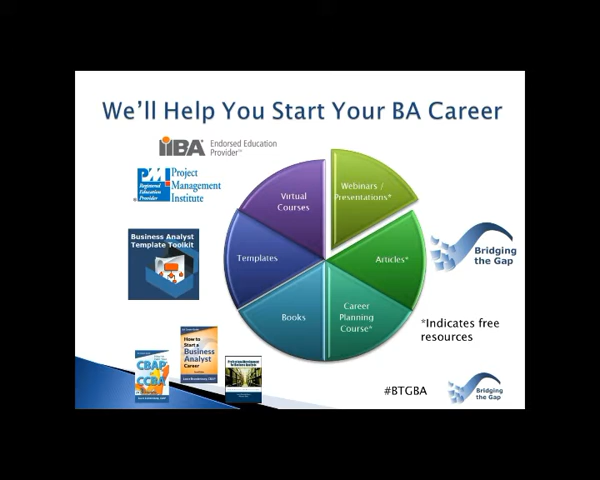 We'll Help You Start Your BA Career
iiBA® Endorsed Education
Provider™
PMI Project
Management
Institute
Registered
Education
Provider
Business Analyst
Template Toolkit
Virtual
Courses
Webinars /
Presentations*
Templates
Articles*
Books
Career
Planning
Course*
Bridging
the Gap
*Indicates free
resources
How to
Start a
Business
Analyst
Career
CBAP
CCBA
#BTGBA
Bridging
the Gap